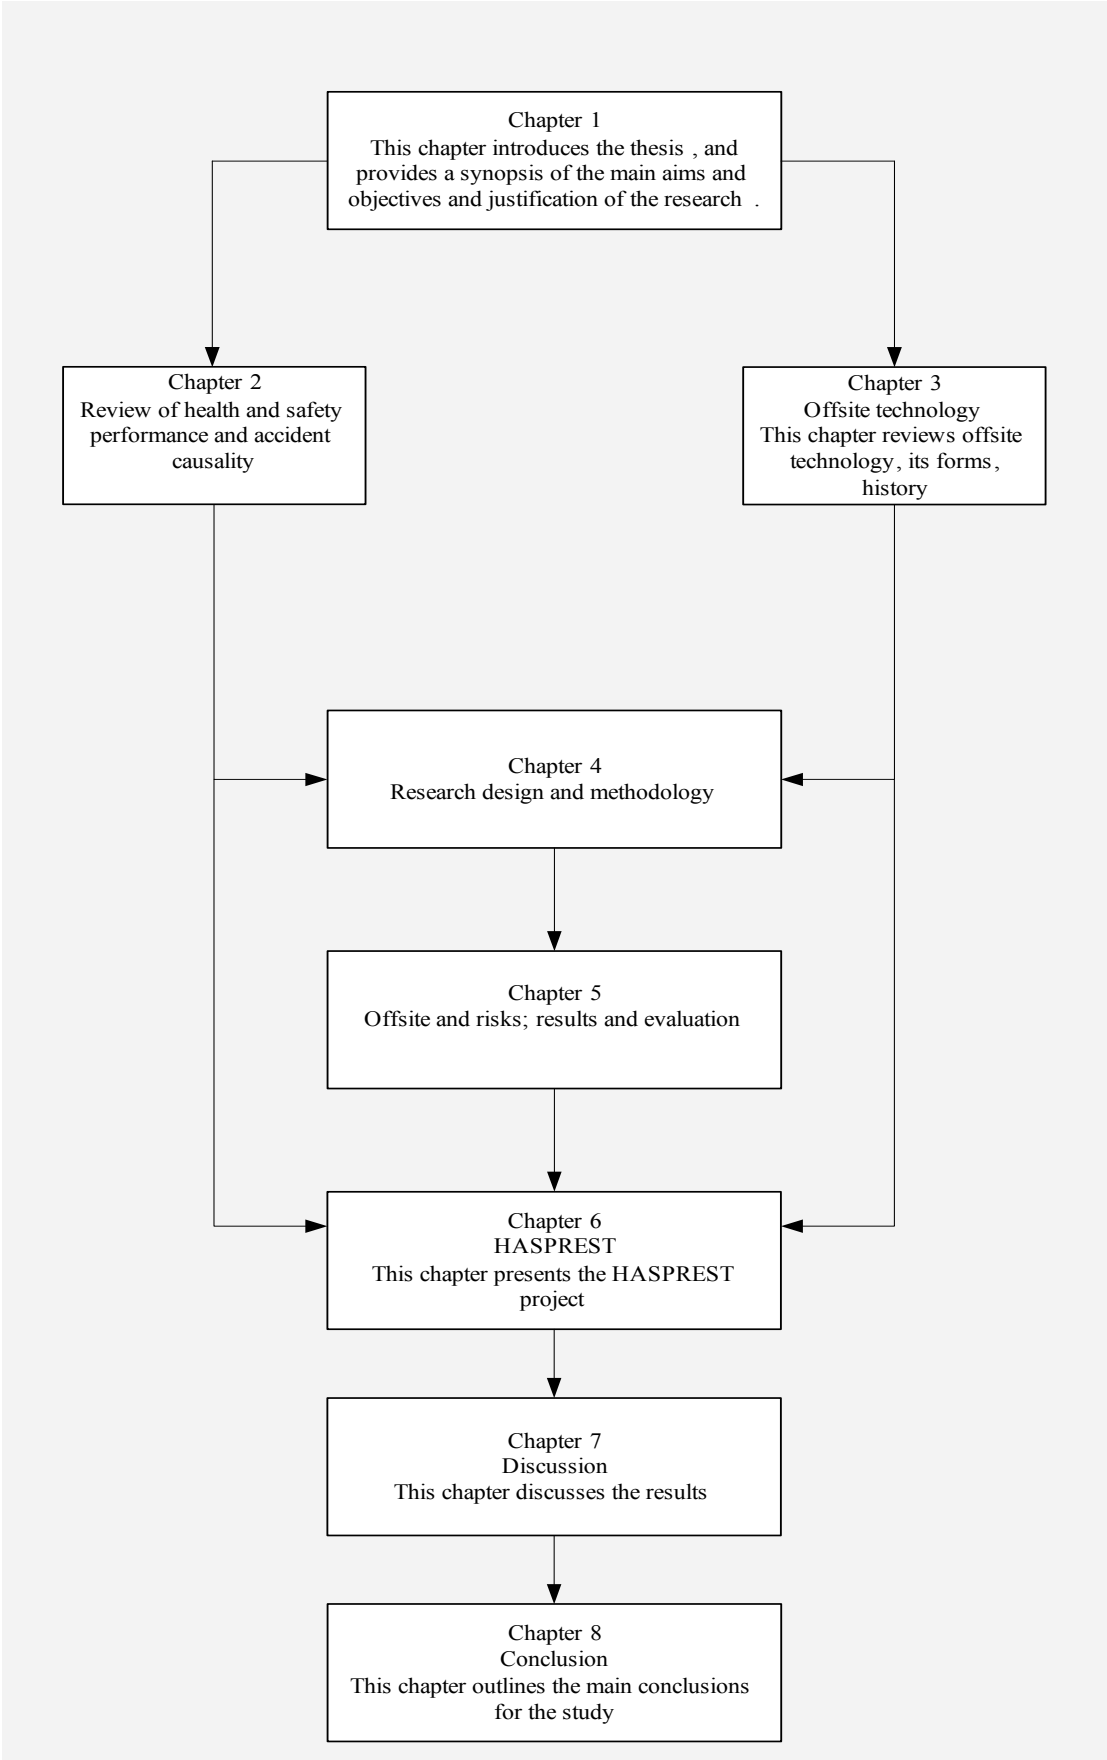 Chapter 1
This chapter introduces the thesis , and
provides a synopsis of the main aims and
objectives and justification of the research .
Chapter 2
Review of health and safety
performance and accident
causality
Chapter 3
Offsite technology
This chapter reviews offsite
technology, its forms,
history
Chapter 4
Research design and methodology
Chapter 5
Offsite and risks; results and evaluation
Chapter 6
HASPREST
This chapter presents the HASPREST
project
Chapter 7
Discussion
This chapter discusses the results
Chapter 8
Conclusion
This chapter outlines the main conclusions
for the study